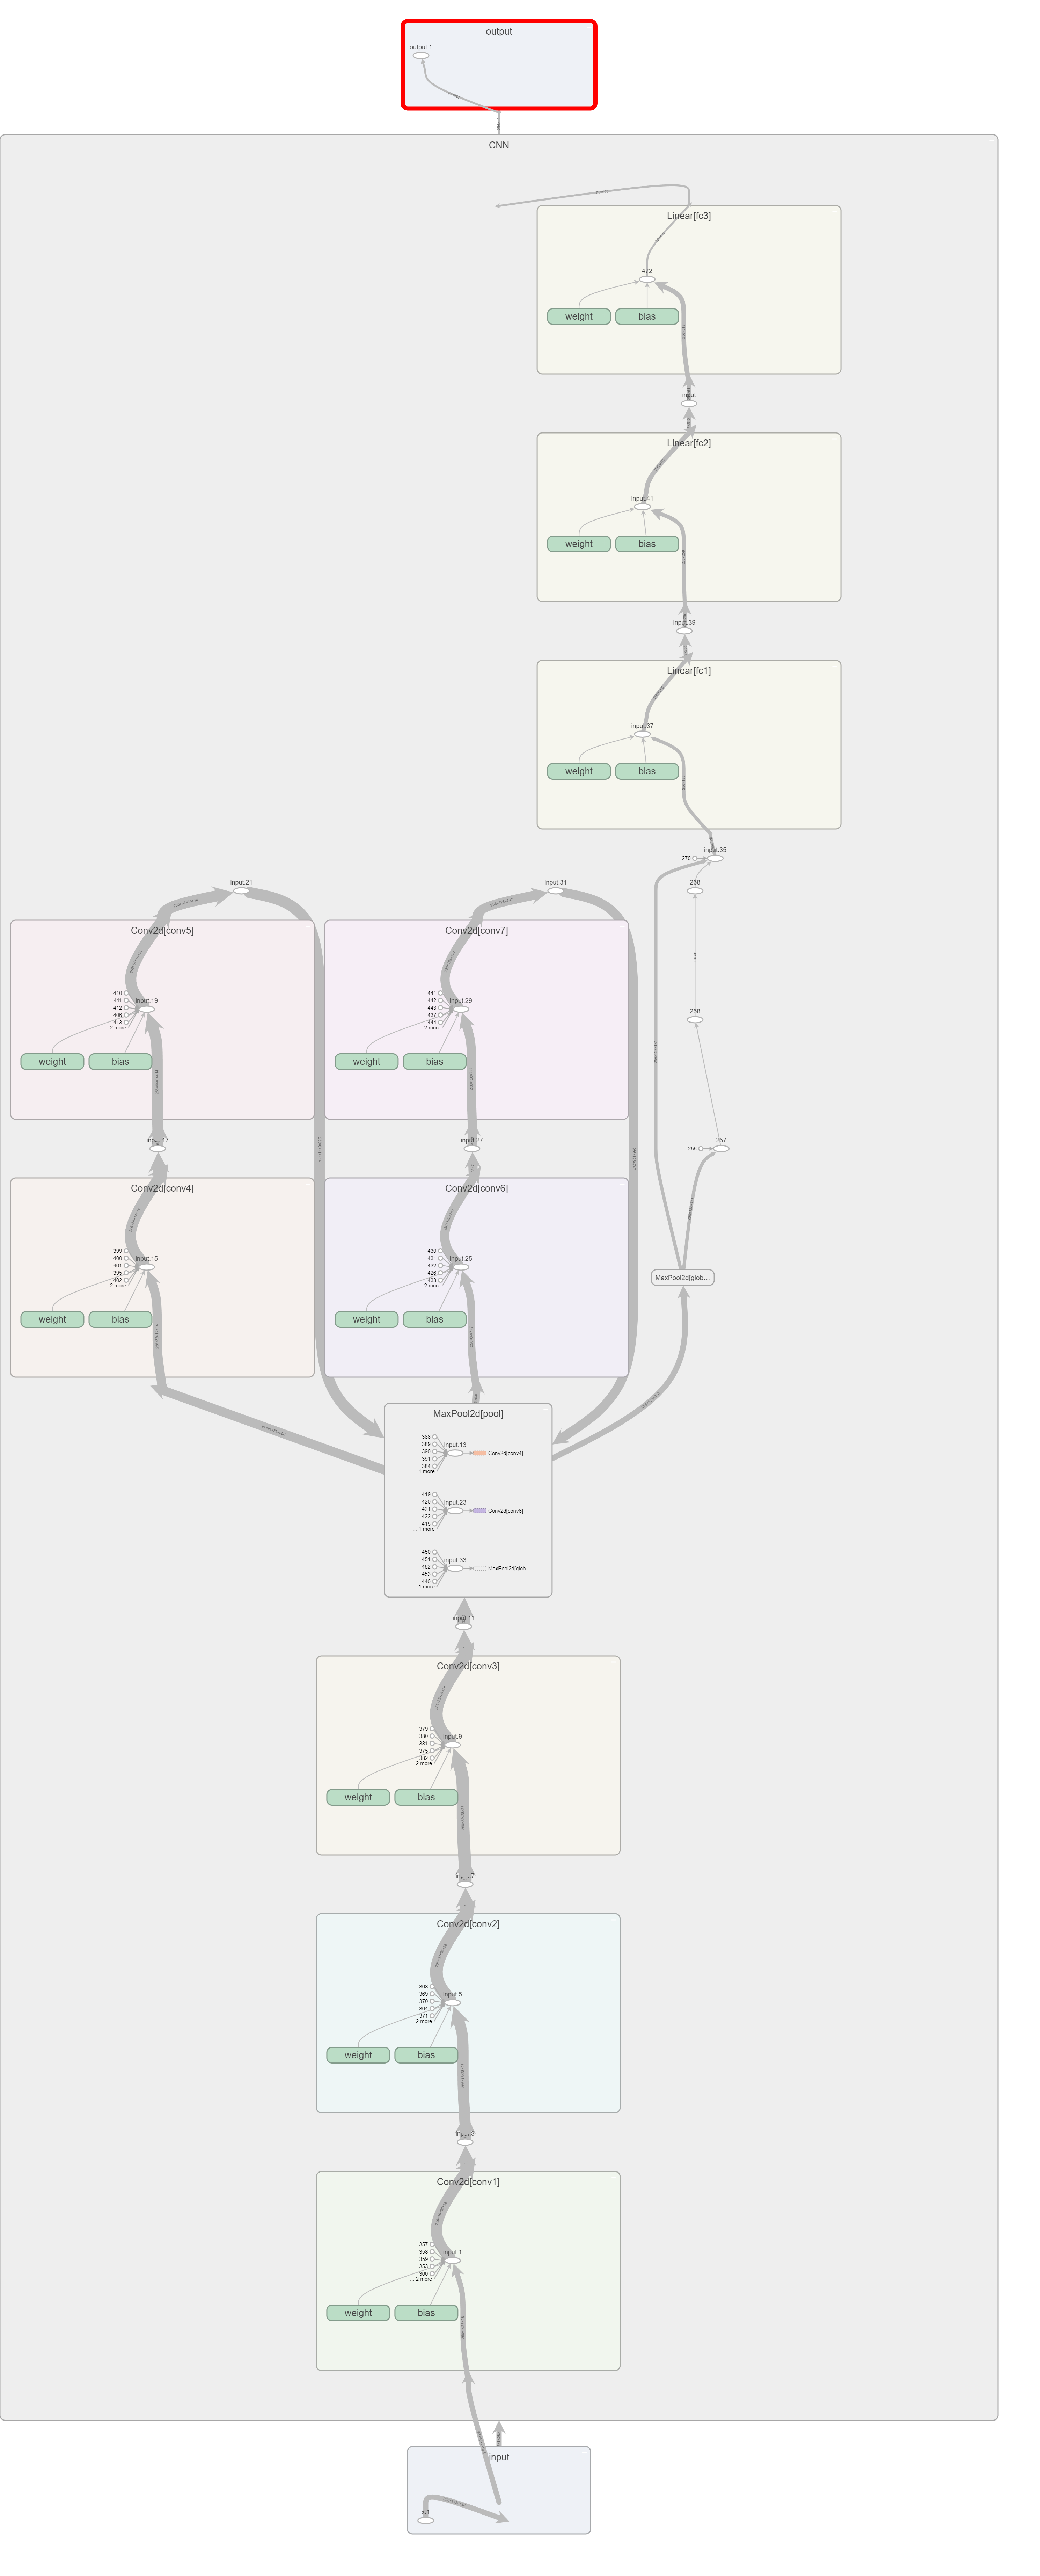 output
output.1
CNN
Linear[fc3]
472
weight
bias
input
Linear[fc2]
input.41
weight
bias
input.39
Linear[fc1]
input.37
weight
bias
input.35
270
268
input.21
input.31
Conv2d[conv5]
410
411
412
406
413
... 2 more
input.19
weight
bias
Conv2d[conv7]
441
442
443
437
444
... 2 more
input.29
weight
bias
258
257
256
input.27
Conv2d[conv4]
399
400
401
395
402
... 2 more
input.15
weight
bias
Conv2d[conv6]
430
431
432
426
433
... 2 more
input.25
weight
bias
MaxPool2d[glob...
MaxPool2d[pool]
388
389
390
391
384
... 1 more
input.13
Conv2d[conv4]
419
420
421
422
415
... 1 more
input.23
Conv2d[conv6]
450
451
452
453
446
... 1 more
input.33
MaxPool2d[glob...
input.11
Conv2d[conv3]
379
380
381
375
382
... 2 more
input.9
weight
bias
Conv2d[conv2]
368
369
370
364
371
... 2 more
input.5
weight
bias
Conv2d[conv1]
357
358
359
353
360
... 2 more
input.1
weight
bias
input
x.1